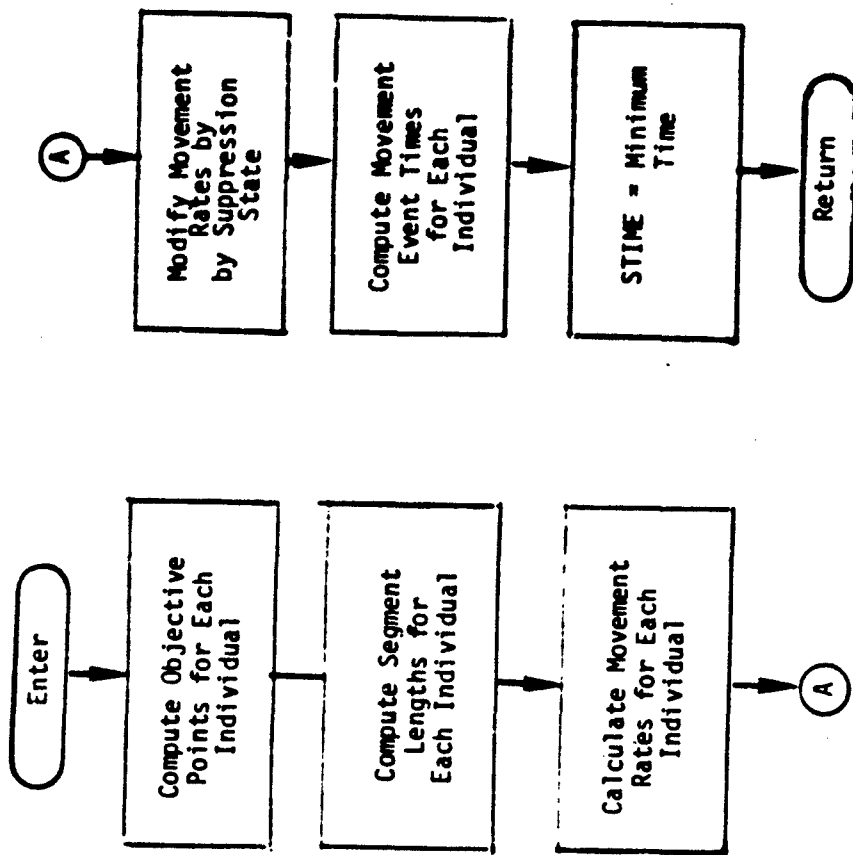 Enter
Compute Objective
Points for Each
Individual
Compute Segment
Lengths for
Each Individual
Calculate Movement
Rates for Each
Individual
A
A
Modify Movement
Rates by
by Suppression
State
Compute Movement
Event Times
for Each
Individual
STIME = Minimum
Time
Return